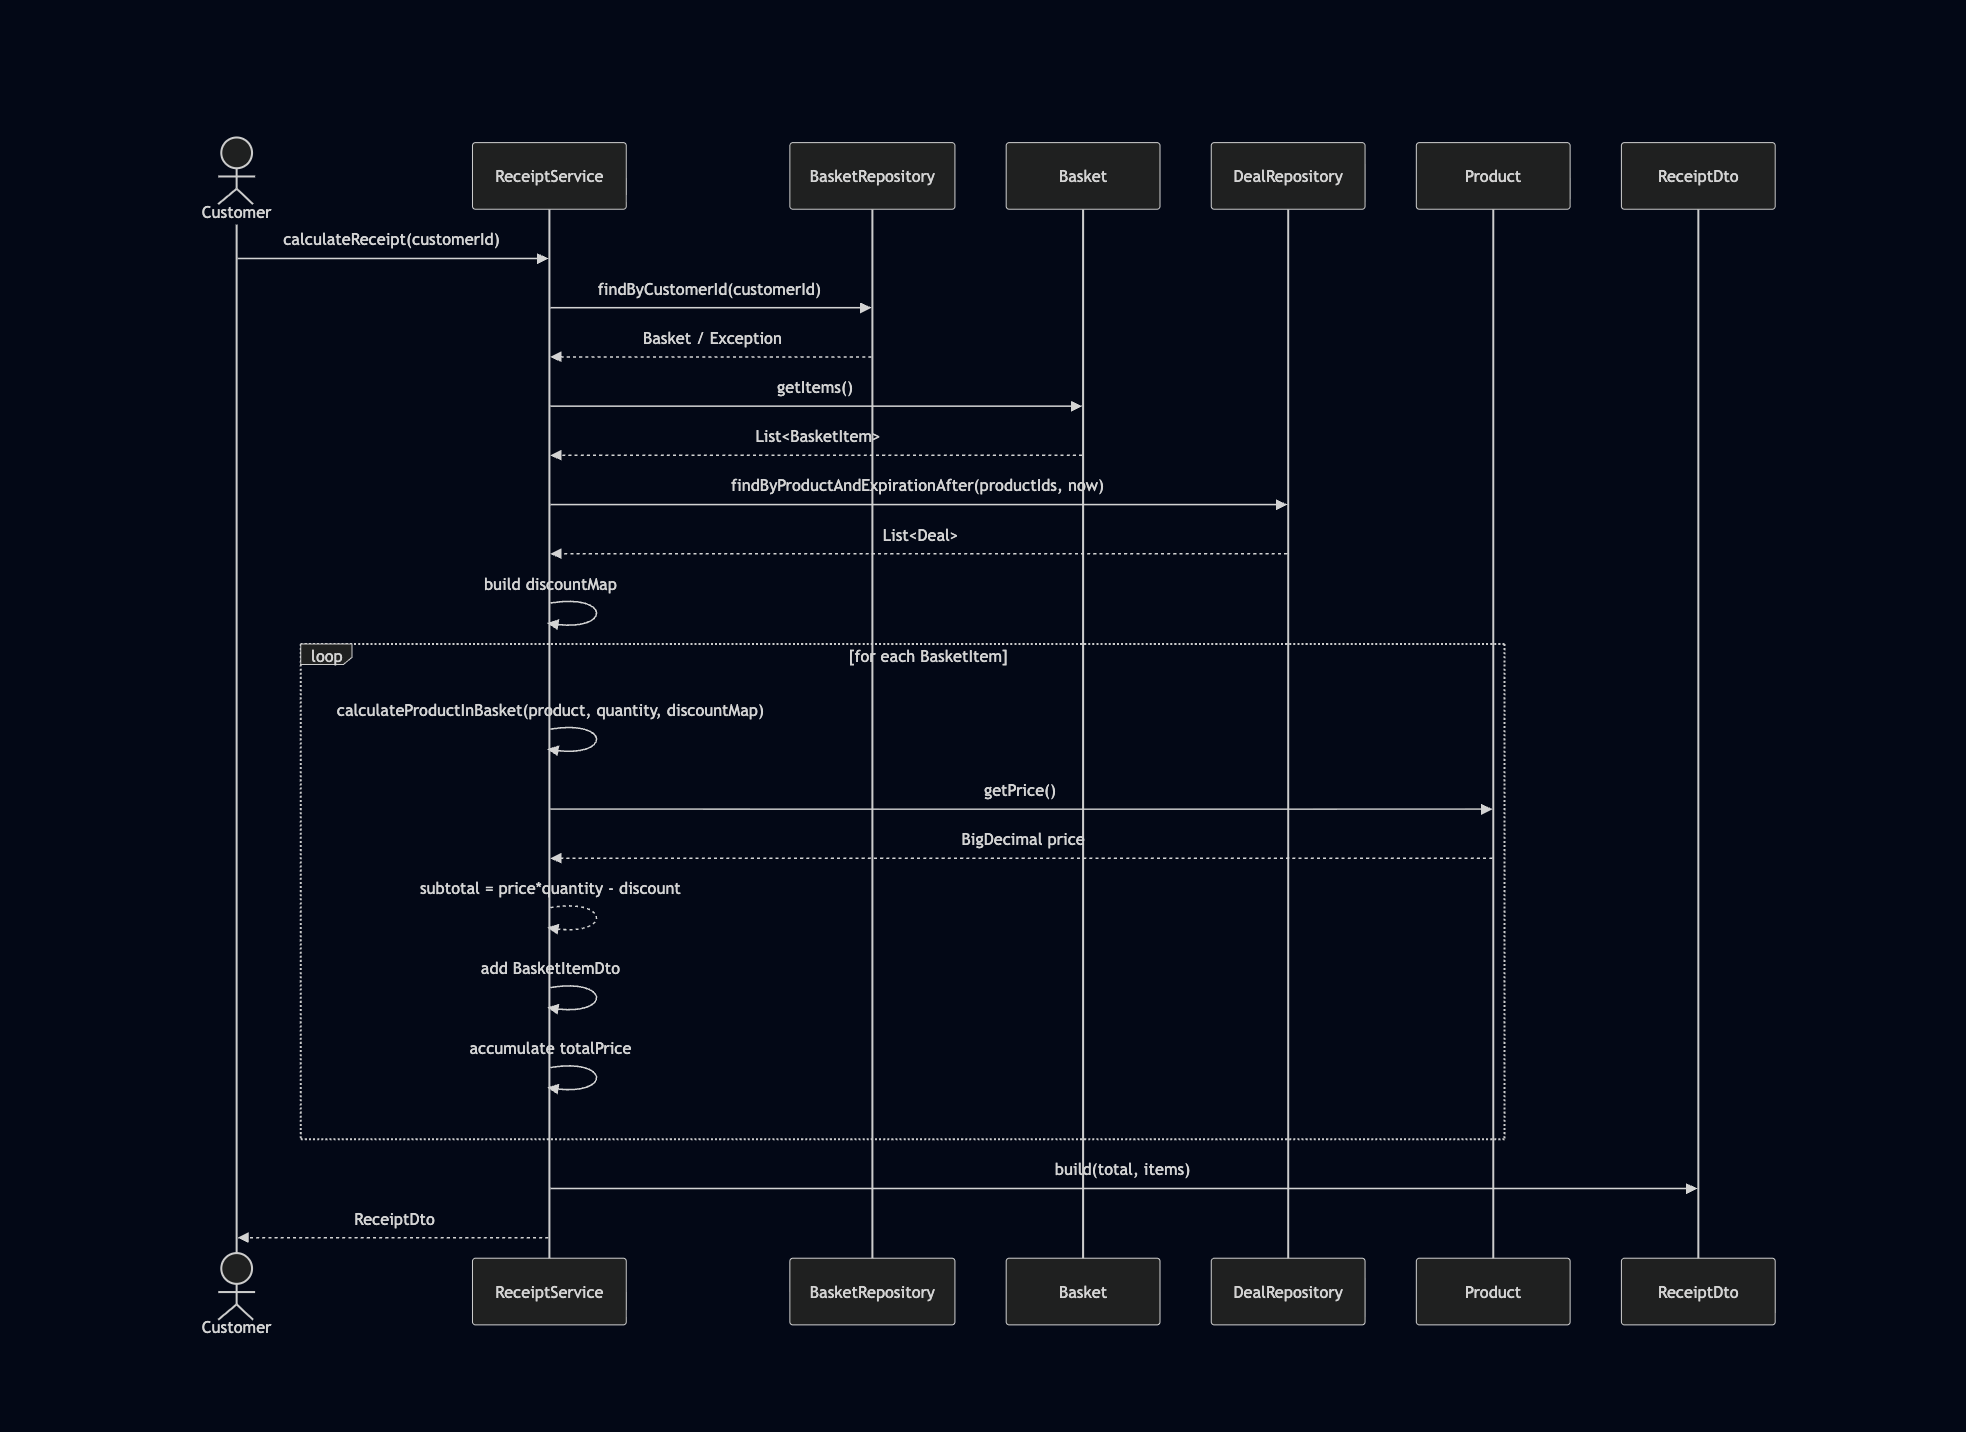 Customer
ReceiptService
BasketRepository
Basket
DealRepository
Product
ReceiptDto
calculateReceipt(customerId)
findByCustomerId(customerId)
Basket / Exception
getItems()
List<BasketItem>
findByProductAndExpirationAfter(productIds, now)
List<Deal>
build discountMap
loop
[for each BasketItem]
calculateProductInBasket(product, quantity, discountMap)
getPrice()
BigDecimal price
subtotal = price*quantity - discount
add BasketItemDto
accumulate totalPrice
build(total, items)
ReceiptDto
Customer
ReceiptService
BasketRepository
Basket
DealRepository
Product
ReceiptDto